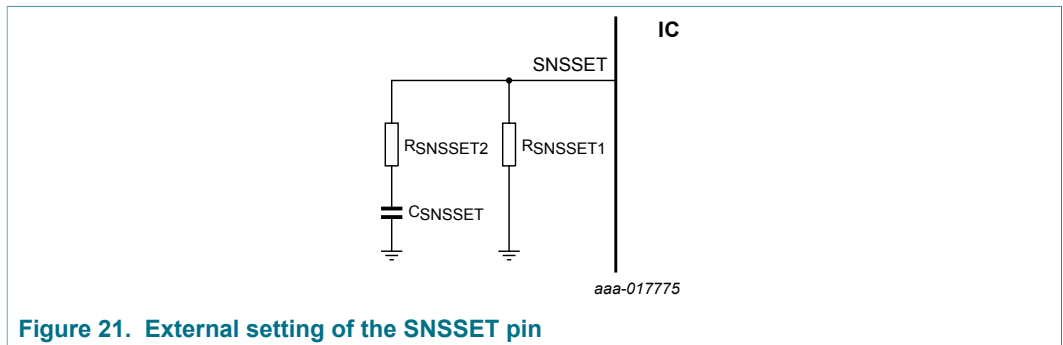 IC
SNSSET
RSNSSET2
RSNSSET1
CSNSSET
aaa-017775
Figure 21. External setting of the SNSSET pin